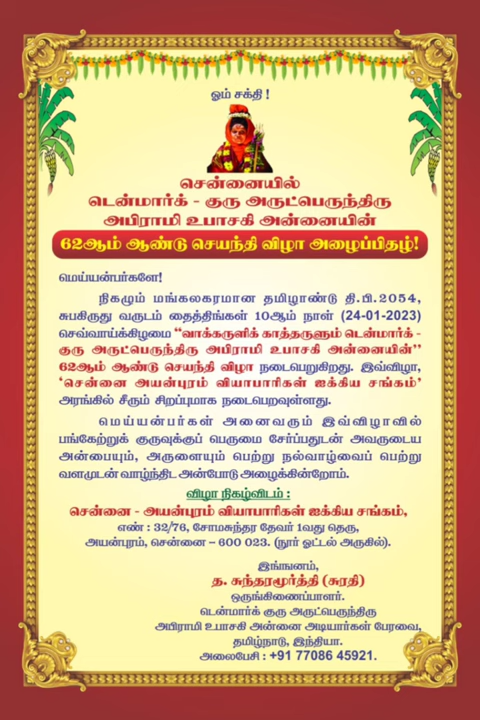 ஓம் சக்தி !
சென்னையில்
டென்மார்க் - குரு அருட்பெருந்திரு
அபிராமி உபாசகி அன்னையின்
62ஆம் ஆண்டு செயந்தி விழா அழைப்பிதழ்!
மெய்யன்பர்களே!
நிகழும் மங்கலகரமான தமிழாண்டு தி.பி.2054,
சுபகிருது வருடம் தைத்திங்கள் 10ஆம் நாள் (24-01-2023)
செவ்வாய்க்கிழமை “வாக்கருளிக் காத்தருளும் டென்மார்க் -
குரு அருட்பெருந்திரு அபிராமி உபாசகி அன்னையின்”
62ஆம் ஆண்டு செயந்தி விழா நடைபெறுகிறது. இவ்விழா,
‘சென்னை அயன்புரம் வியாபாரிகள் ஐக்கிய சங்கம்’
அரங்கில் சீரும் சிறப்புமாக நடைபெறவுள்ளது.
மெய்யன்பர்கள் அனைவரும் இவ்விழாவில்
பங்கேற்றுக் குருவுக்குப் பெருமை சேர்ப்பதுடன் அவருடைய
அன்பையும், அருளையும் பெற்று நல்வாழ்வைப் பெற்று
வளமுடன் வாழ்ந்திட அன்போடு அழைக்கின்றோம்.
விழா நிகழ்விடம் :
சென்னை - அயன்புரம் வியாபாரிகள் ஐக்கிய சங்கம்,
எண் : 32/76, சோமசுந்தர தேவர் 1வது தெரு,
அயன்புரம், சென்னை – 600 023. (நூர் ஓட்டல் அருகில்).
இங்ஙனம்,
த. சுந்தரமூர்த்தி (சுரதி)
ஒருங்கிணைப்பாளர்.
டென்மார்க் குரு அருட்பெருந்திரு
அபிராமி உபாசகி அன்னை அடியார்கள் பேரவை,
தமிழ்நாடு, இந்தியா.
அலைபேசி : +91 77086 45921.